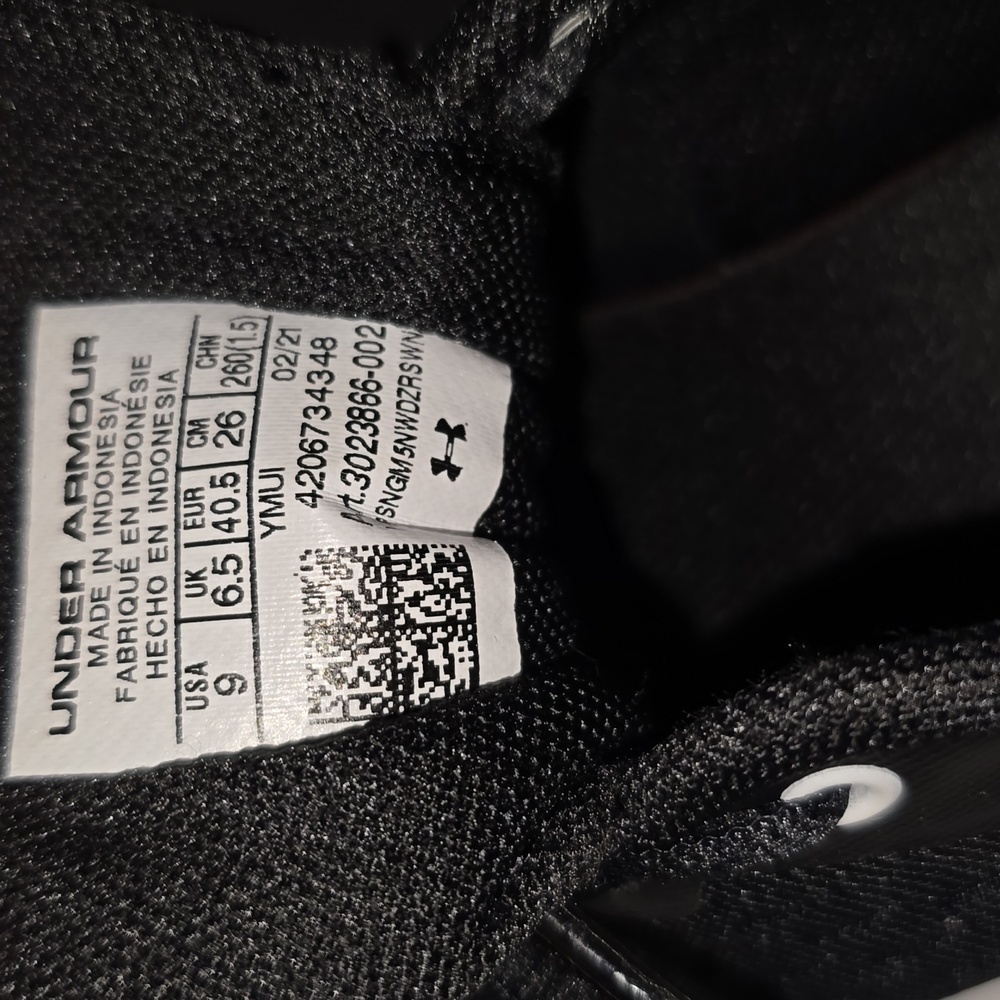 UNDER ARMOUR
MADE IN INDONESIA
FABRIQUÉ EN INDONÉSIE
HECHO EN INDONESIA
USA UK EUR CM CHN
9 6.5 40.5 26 260(1.5)
YMUI 02/21
4206734348
Art.3023866-002